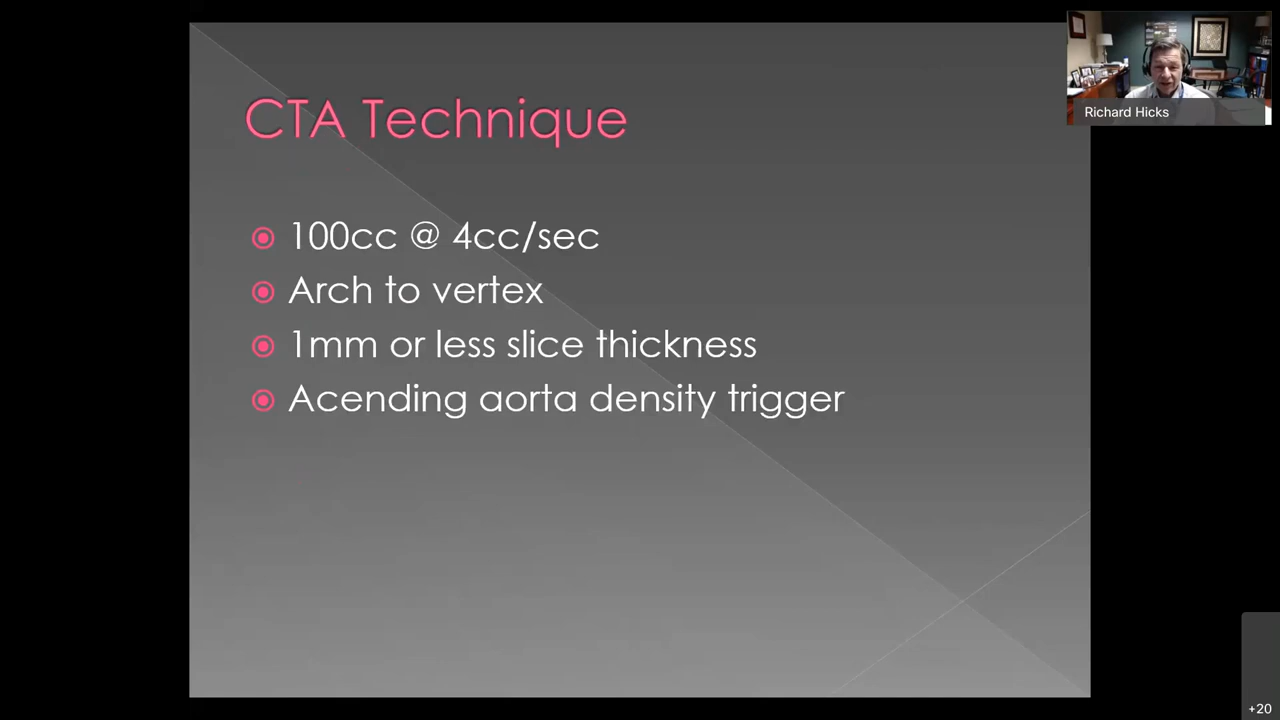 CTA Technique
100cc @ 4cc/sec
Arch to vertex
1mm or less slice thickness
Acending aorta density trigger
Richard Hicks
+20